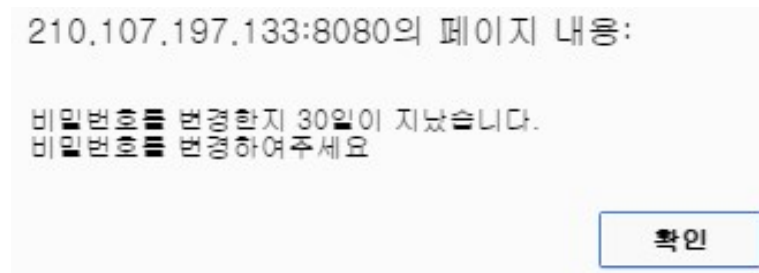 210.107.197.133:8080의 페이지 내용:
비밀번호를 변경한지 30일이 지났습니다.
비밀번호를 변경하여주세요
확인